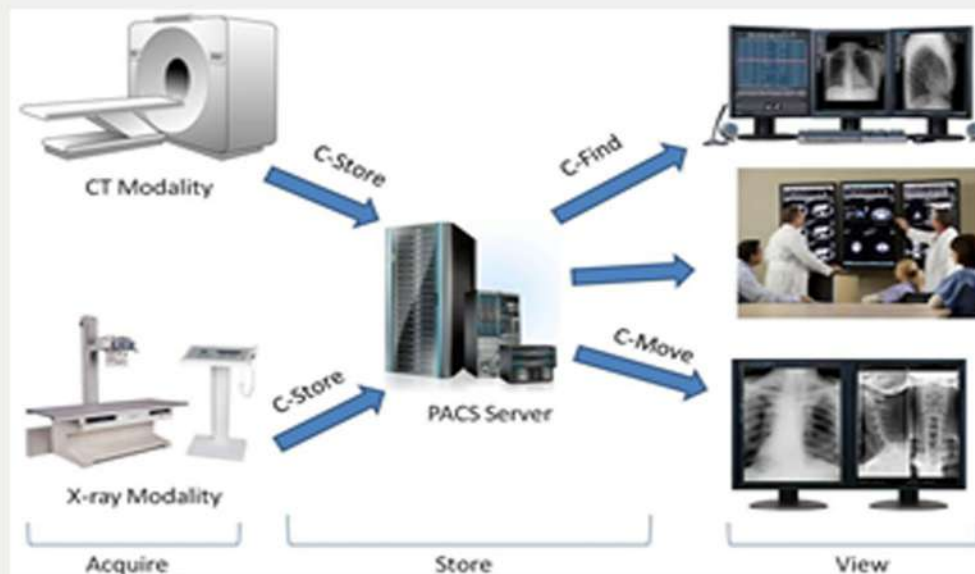 C-Store
CT Modality
C-Find
C-Move
C-Store
PACS Server
X-ray Modality
Acquire
Store
View